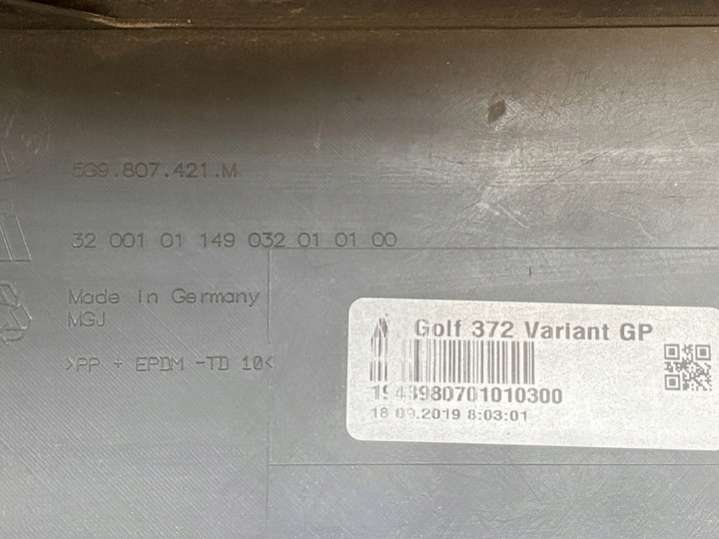 5G9.807.421.M
32 001 01 149 032 01 01 00
Made in Germany
MGJ
>PP + EPDM -TD 10<
Golf 372 Variant GP
1943980701010300
18.09.2019 8:03:01